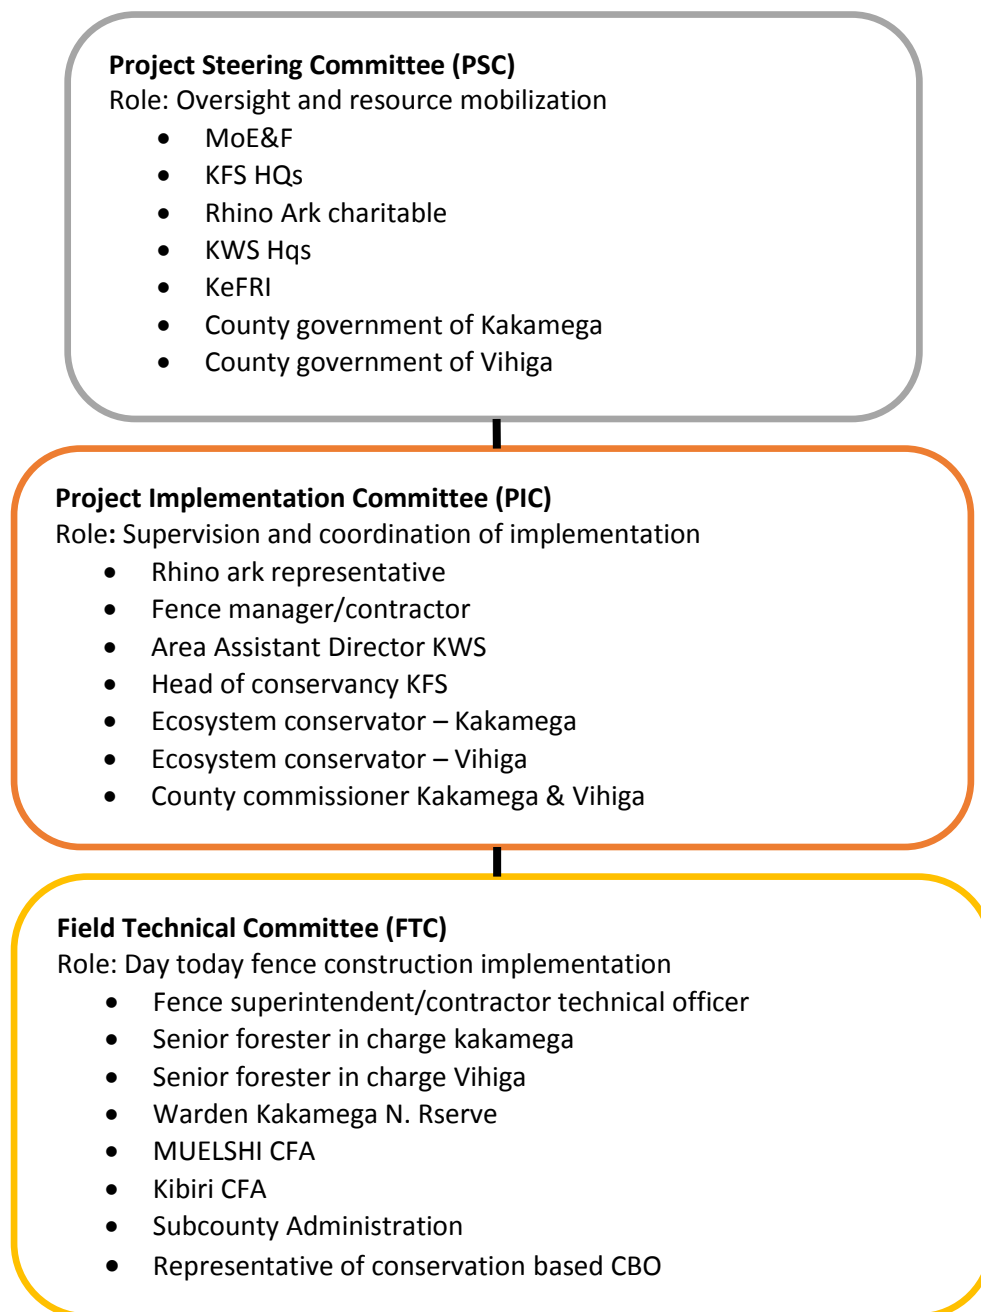 Project Steering Committee (PSC)
Role: Oversight and resource mobilization
• MoE&F
• KFS HQs
• Rhino Ark charitable
• KWS Hqs
• KeFRI
• County government of Kakamega
• County government of Vihiga
Project Implementation Committee (PIC)
Role: Supervision and coordination of implementation
• Rhino ark representative
• Fence manager/contractor
• Area Assistant Director KWS
• Head of conservancy KFS
• Ecosystem conservator – Kakamega
• Ecosystem conservator – Vihiga
• County commissioner Kakamega & Vihiga
Field Technical Committee (FTC)
Role: Day today fence construction implementation
• Fence superintendent/contractor technical officer
• Senior forester in charge kakamega
• Senior forester in charge Vihiga
• Warden Kakamega N. Rserve
• MUELSHI CFA
• Kibiri CFA
• Subcounty Administration
• Representative of conservation based CBO